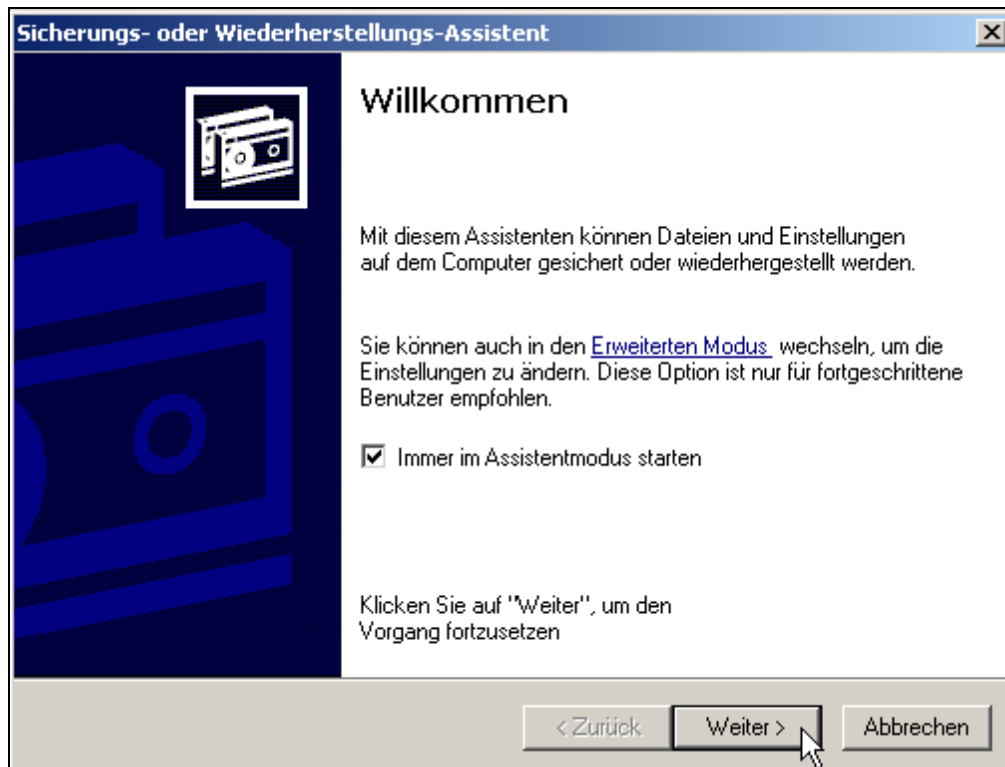 Sicherungs- oder Wiederherstellungs-Assistent
Willkommen
Mit diesem Assistenten können Dateien und Einstellungen
auf dem Computer gesichert oder wiederhergestellt werden.
Sie können auch in den Erweiterten Modus wechseln, um die
Einstellungen zu ändern. Diese Option ist nur für fortgeschrittene
Benutzer empfohlen.
Immer im Assistentmodus starten
Klicken Sie auf "Weiter", um den
Vorgang fortzusetzen
< Zurück Weiter > Abbrechen